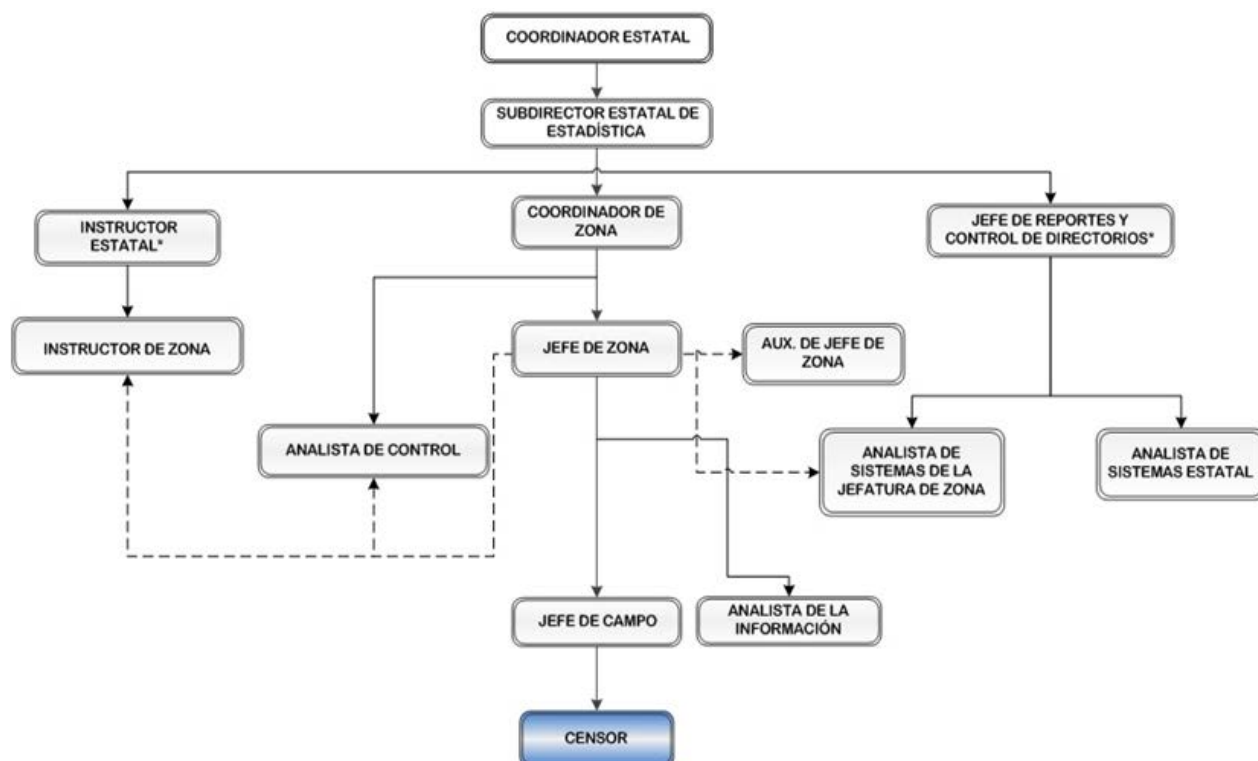 COORDINADOR ESTATAL
SUBDIRECTOR ESTATAL DE
ESTADÍSTICA
INSTRUCTOR
ESTATAL*
COORDINADOR DE
ZONA
JEFE DE REPORTES Y
CONTROL DE DIRECTORIOS*
INSTRUCTOR DE ZONA
JEFE DE ZONA
AUX. DE JEFE DE
ZONA
ANALISTA DE CONTROL
ANALISTA DE
SISTEMAS DE LA
JEFATURA DE ZONA
ANALISTA DE
SISTEMAS ESTATAL
JEFE DE CAMPO
ANALISTA DE LA
INFORMACIÓN
CENSOR